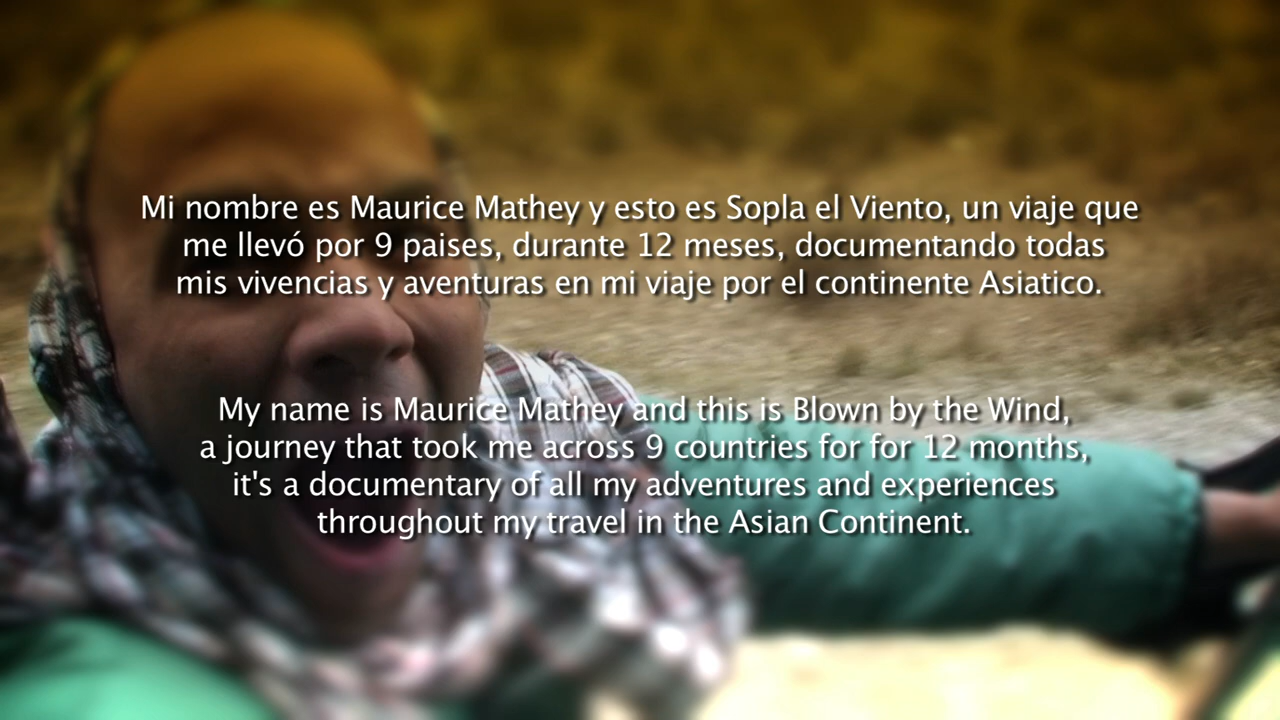 Mi nombre es Maurice Mathey y esto es Sopla el Viento, un viaje que
me llevó por 9 paises, durante 12 meses, documentando todas
mis vivencias y aventuras en mi viaje por el continente Asiatico.
My name is Maurice Mathey and this is Blown by the Wind,
a journey that took me across 9 countries for for 12 months,
it's a documentary of all my adventures and experiences
throughout my travel in the Asian Continent.